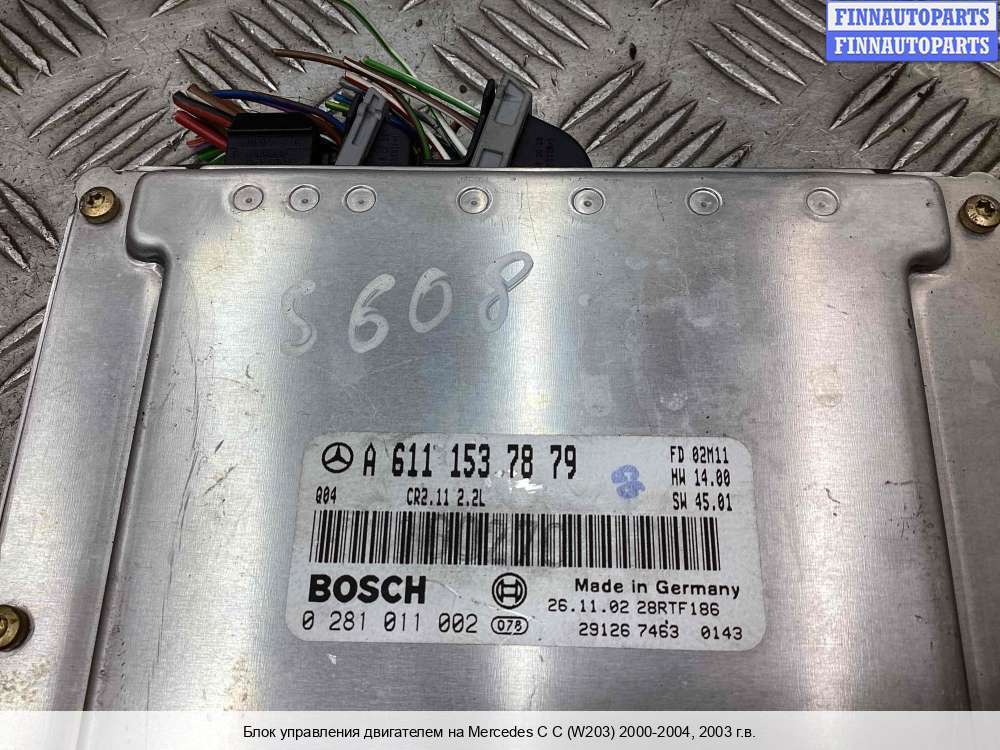 FINNAUTOPARTS
FINNAUTOPARTS
S608
A 611 153 78 79
FD 02M11
HW 14.00
Q04 CR2.11 2.2L
SW 45.01
BOSCH
Made in Germany
26.11.02 28RTF186
0 281 011 002 078
291267463 0143
Блок управления двигателем на Mercedes C C (W203) 2000-2004, 2003 г.в.